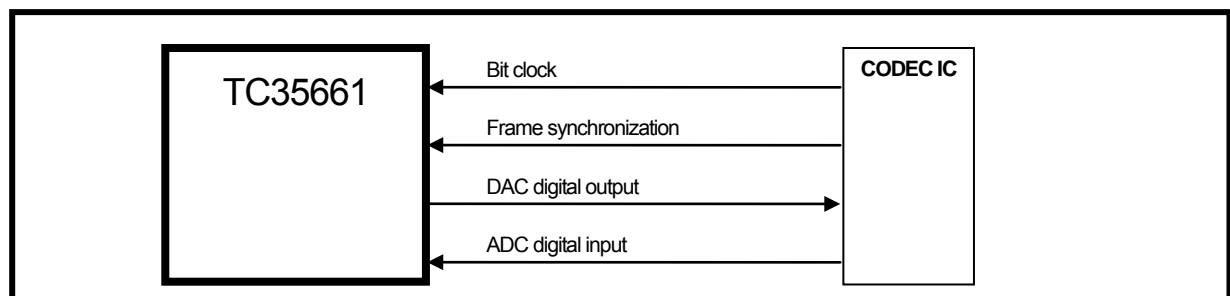 TC35661
Bit clock
CODEC IC
Frame synchronization
DAC digital output
ADC digital input